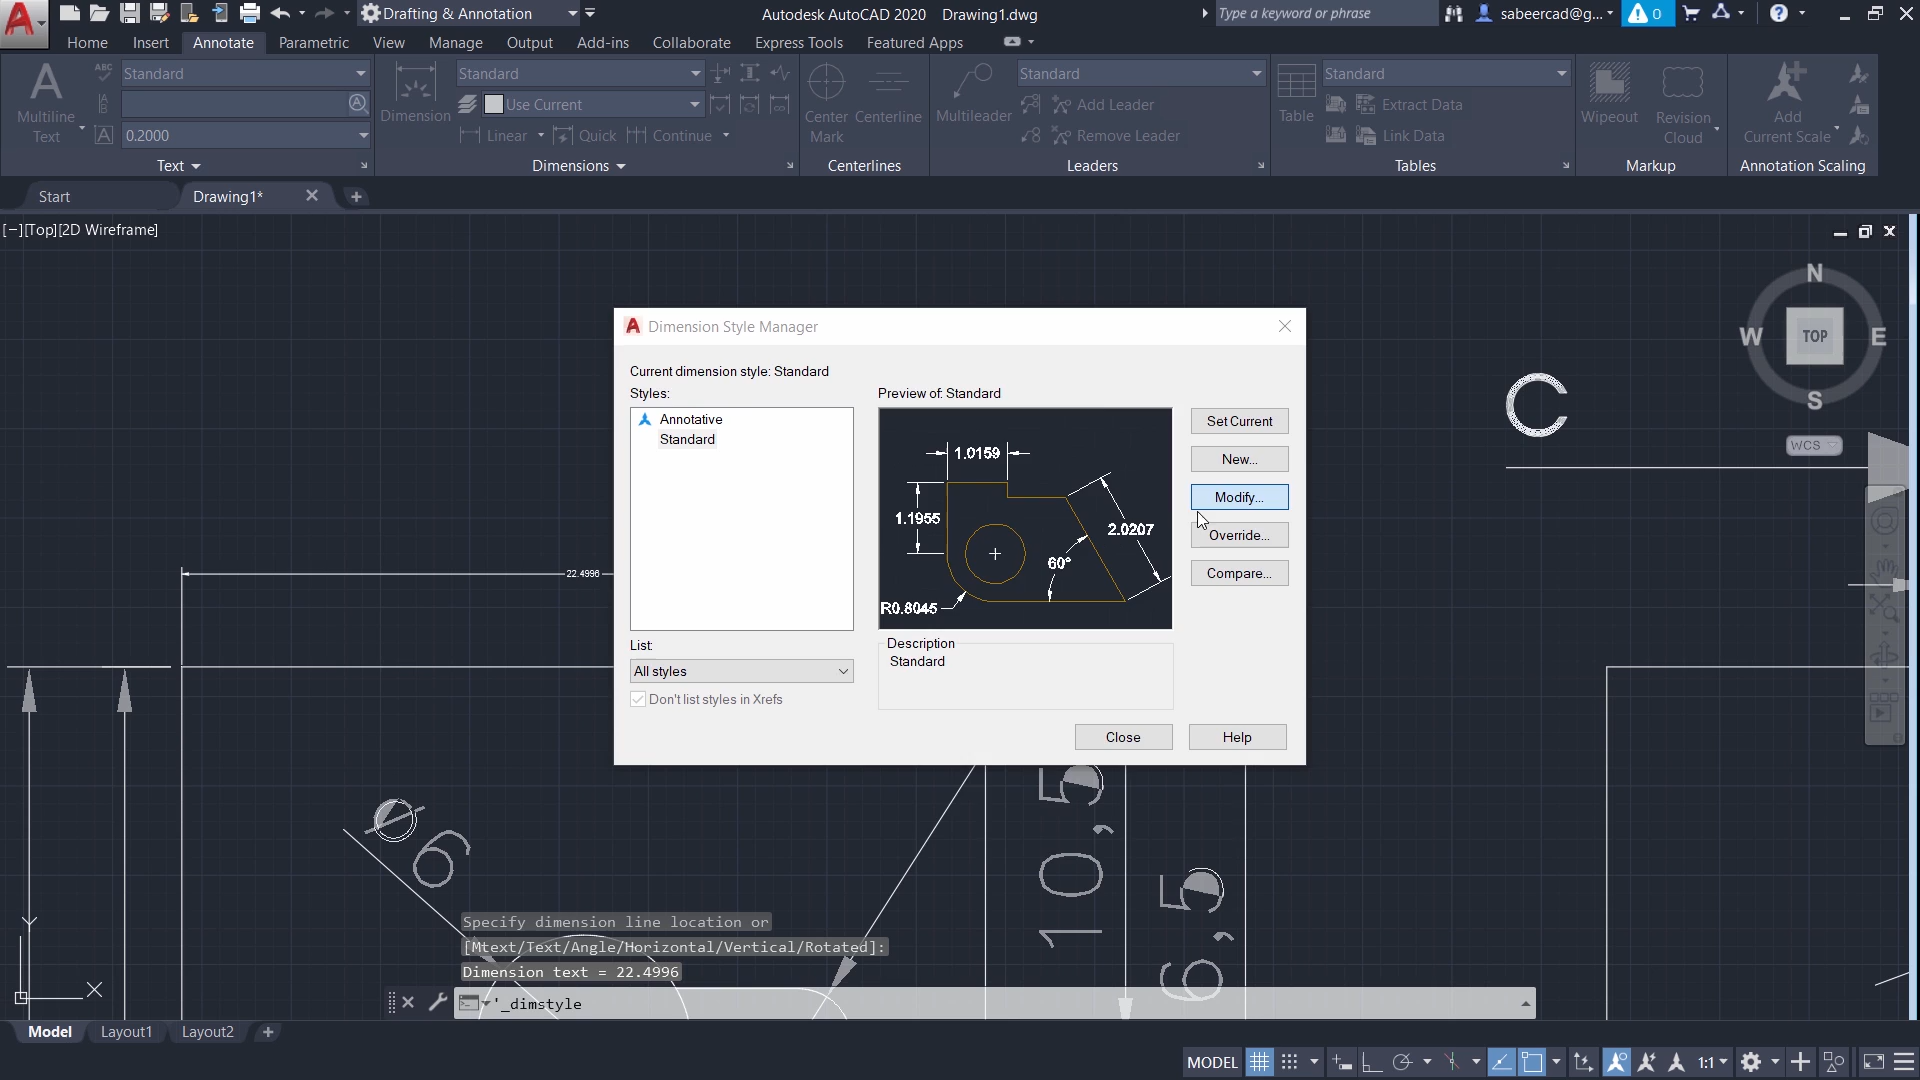 Drafting & Annotation
Autodesk AutoCAD 2020 Drawing1.dwg
Type a keyword or phrase
sabeercad@g...
0
Home Insert Annotate Parametric View Manage Output Add-ins Collaborate Express Tools Featured Apps
Multiline
Text
ABC
Standard
0.2000
Text
Dimension
Standard
Use Current
Linear Quick Continue
Dimensions
Center
Mark
Centerline
Centerlines
Multileader
Standard
Add Leader
Remove Leader
Leaders
Table
Standard
Extract Data
Link Data
Tables
Wipeout
Revision
Cloud
Markup
Add
Current Scale
Annotation Scaling
Start
Drawing1*
[−][Top][2D Wireframe]
N
W
TOP
E
S
WCS
C
Dimension Style Manager
Current dimension style: Standard
Styles:
Annotative
Standard
Preview of: Standard
1.0159
1.1955
2.0207
60°
R0.8045
Set Current
New...
Modify...
Override...
Compare...
List:
All styles
Don't list styles in Xrefs
Description
Standard
Close
Help
22.4996
ø6
10,5
6,5
Y
X
Specify dimension line location or
[Mtext/Text/Angle/Horizontal/Vertical/Rotated]:
Dimension text = 22.4996
'_dimstyle
Model Layout1 Layout2
MODEL
1:1